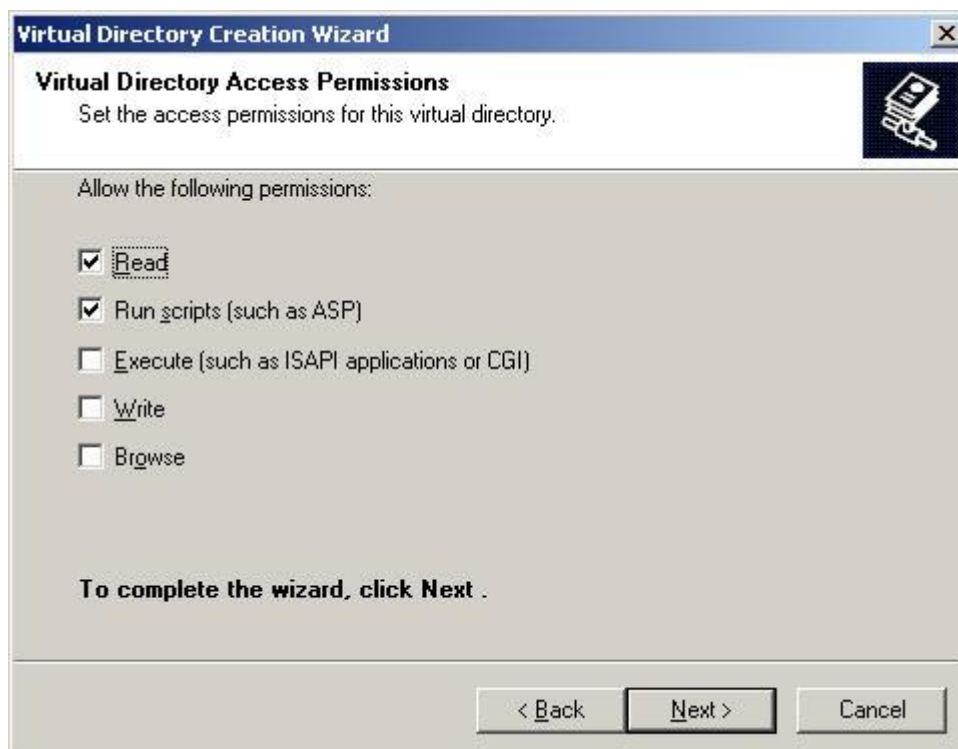 Virtual Directory Creation Wizard
Virtual Directory Access Permissions
Set the access permissions for this virtual directory.
Allow the following permissions:
Read
Run scripts (such as ASP)
Execute (such as ISAPI applications or CGI)
Write
Browse
To complete the wizard, click Next .
< Back Next > Cancel